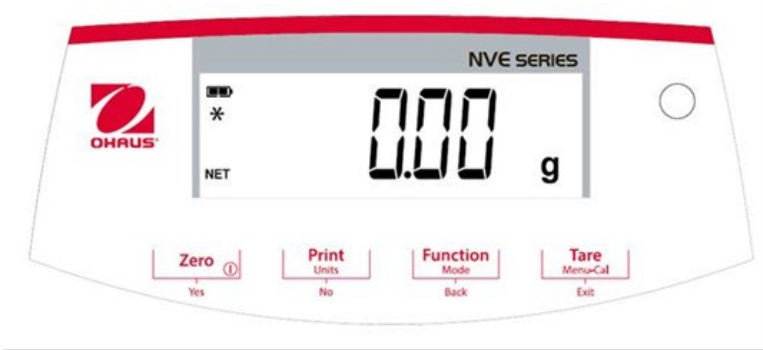 NVE SERIES
OHAUS
NET
0.00 g
Zero Print Function Tare
Units Mode Menu-Cal
Yes No Back Exit